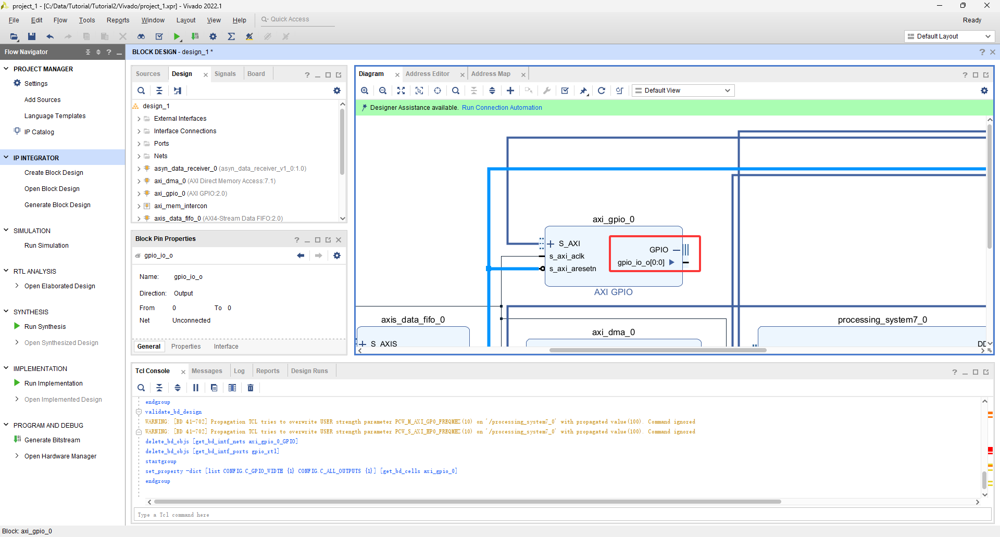 project_1 - [C:/Data/Tutorial/Tutorial2/Vivado/project_1.xpr] - Vivado 2022.1
File Edit Flow Tools Reports Window Layout View Help Quick Access Ready
Default Layout
Flow Navigator
PROJECT MANAGER
Settings
Add Sources
Language Templates
IP Catalog
IP INTEGRATOR
Create Block Design
Open Block Design
Generate Block Design
SIMULATION
Run Simulation
RTL ANALYSIS
Open Elaborated Design
SYNTHESIS
Run Synthesis
Open Synthesized Design
IMPLEMENTATION
Run Implementation
Open Implemented Design
PROGRAM AND DEBUG
Generate Bitstream
Open Hardware Manager
BLOCK DESIGN - design_1 *
Sources Design Signals Board
design_1
External Interfaces
Interface Connections
Ports
Nets
asyn_data_receiver_0 (asyn_data_receiver_v1_0:1.0)
axi_dma_0 (AXI Direct Memory Access:7.1)
axi_gpio_0 (AXI GPIO:2.0)
axi_mem_intercon
axis_data_fifo_0 (AXI4-Stream Data FIFO:2.0)
Block Pin Properties
gpio_io_o
Name: gpio_io_o
Direction: Output
From 0 To 0
Net Unconnected
General Properties Interface
Diagram Address Editor Address Map
Default View
Designer Assistance available. Run Connection Automation
axi_gpio_0
S_AXI
s_axi_aclk
s_axi_aresetn
GPIO
gpio_io_o[0:0]
AXI GPIO
axis_data_fifo_0
S_AXIS
axi_dma_0
processing_system7_0
Tcl Console Messages Log Reports Design Runs
endgroup
validate_bd_design
WARNING: [BD 41-702] Propagation TCL tries to overwrite USER strength parameter PCW_M_AXI_GP0_FREQMHZ(10) on '/processing_system7_0' with propagated value(100). Command ignored
WARNING: [BD 41-702] Propagation TCL tries to overwrite USER strength parameter PCW_S_AXI_HP0_FREQMHZ(10) on '/processing_system7_0' with propagated value(100). Command ignored
delete_bd_objs [get_bd_intf_nets axi_gpio_0_GPIO]
delete_bd_objs [get_bd_intf_ports gpio_rtl]
startgroup
set_property -dict [list CONFIG.C_GPIO_WIDTH {1} CONFIG.C_ALL_OUTPUTS {1}] [get_bd_cells axi_gpio_0]
endgroup
Type a Tcl command here
Block: axi_gpio_0